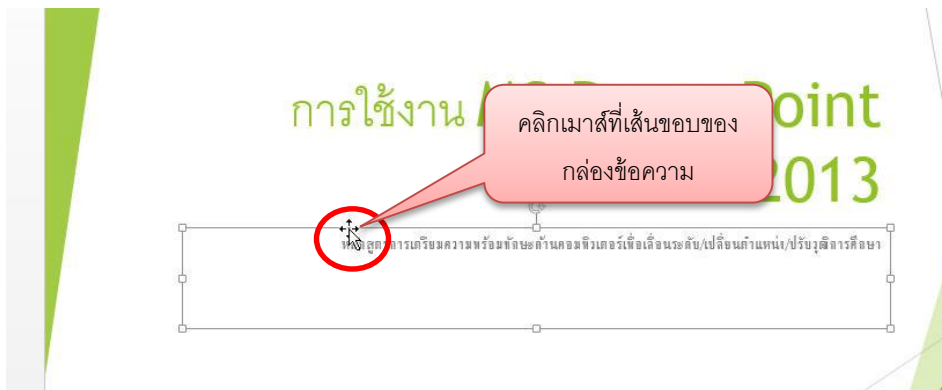 การใช้งาน
oint
คลิกเมาส์ที่เส้นขอบของ
กล่องข้อความ
2013
การเตรียมความพร้อมทักษะด้านคอมพิวเตอร์เพื่อเลื่อนระดับ/เปลี่ยนตำแหน่ง/ปรับวุฒิการศึกษา